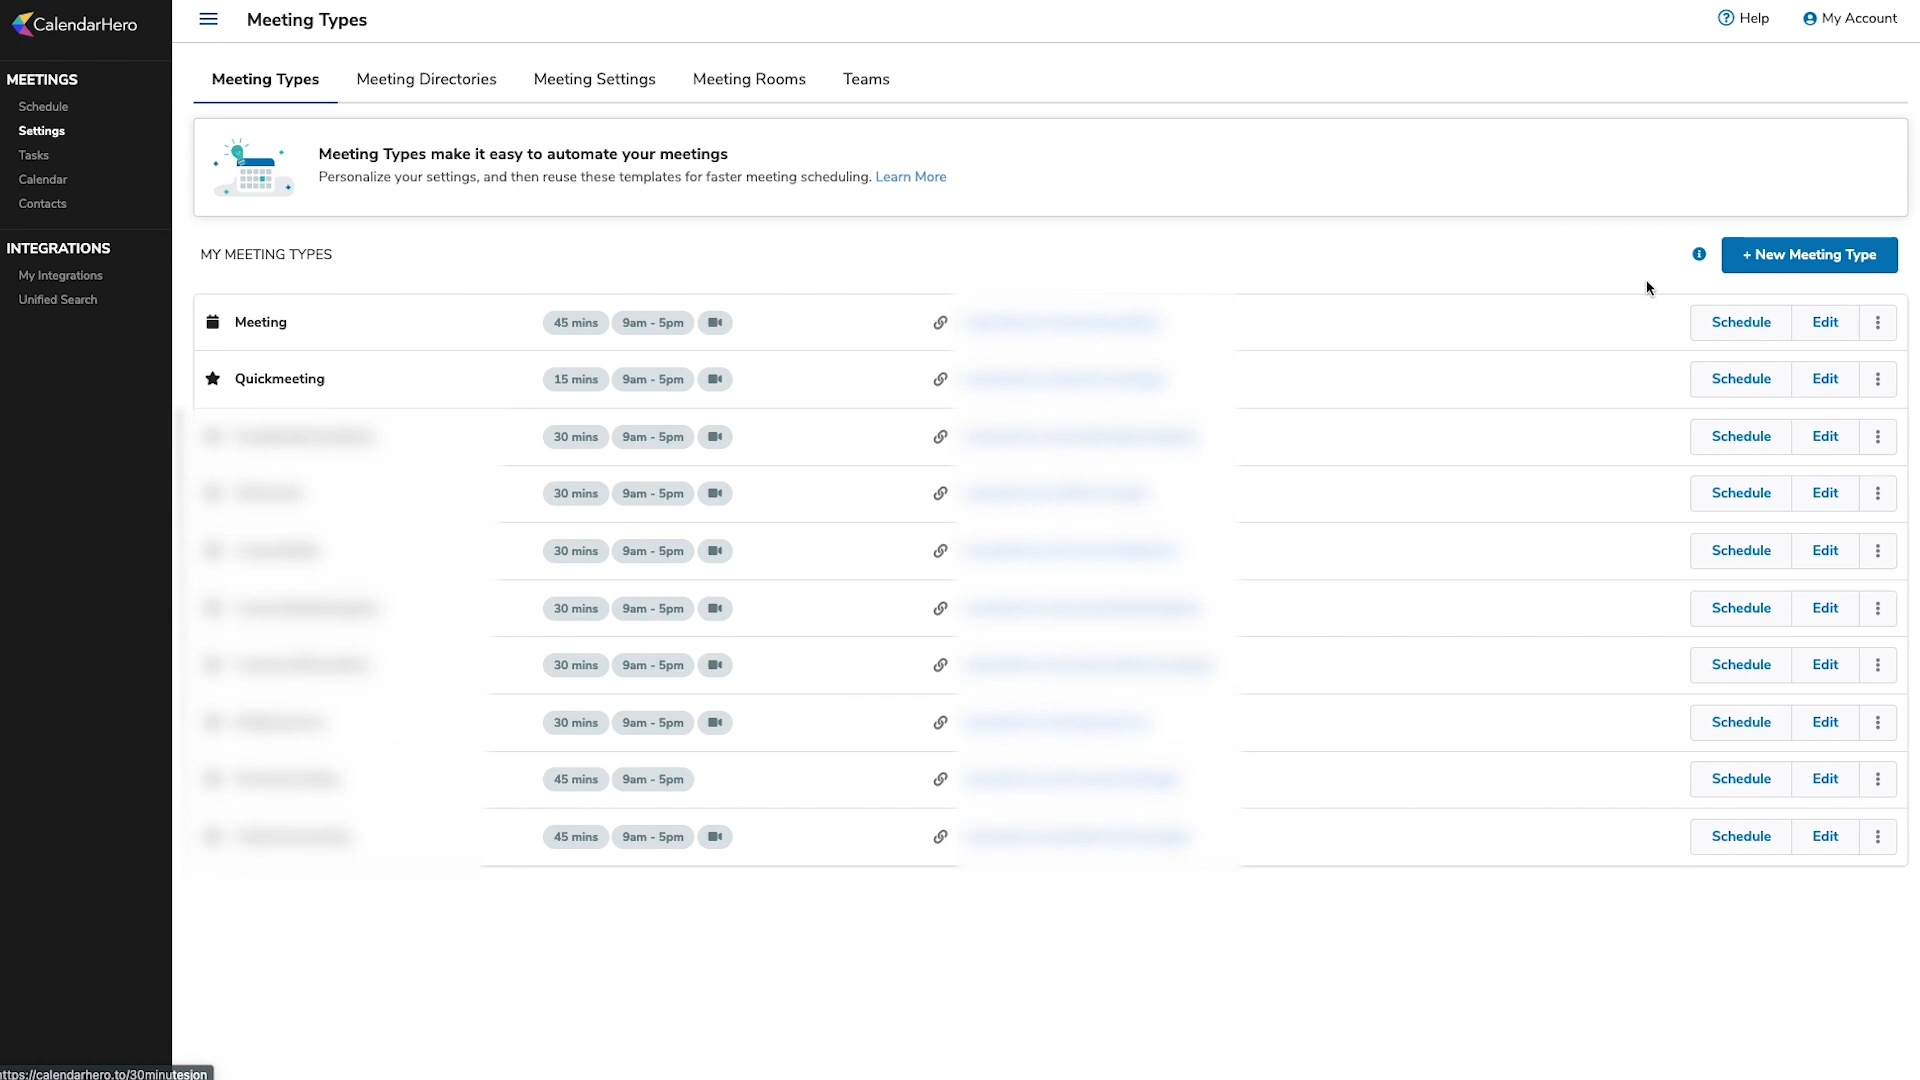 CalendarHero
Meeting Types
Help
My Account
MEETINGS
Schedule
Settings
Tasks
Calendar
Contacts
INTEGRATIONS
My Integrations
Unified Search
Meeting Types
Meeting Directories
Meeting Settings
Meeting Rooms
Teams
Meeting Types make it easy to automate your meetings
Personalize your settings, and then reuse these templates for faster meeting scheduling. Learn More
MY MEETING TYPES
+ New Meeting Type
Meeting 45 mins 9am - 5pm Schedule Edit
Quickmeeting 15 mins 9am - 5pm Schedule Edit
30 mins 9am - 5pm Schedule Edit
30 mins 9am - 5pm Schedule Edit
30 mins 9am - 5pm Schedule Edit
30 mins 9am - 5pm Schedule Edit
30 mins 9am - 5pm Schedule Edit
30 mins 9am - 5pm Schedule Edit
45 mins 9am - 5pm Schedule Edit
45 mins 9am - 5pm Schedule Edit
ttps://calendarhero.to/30minutesjon